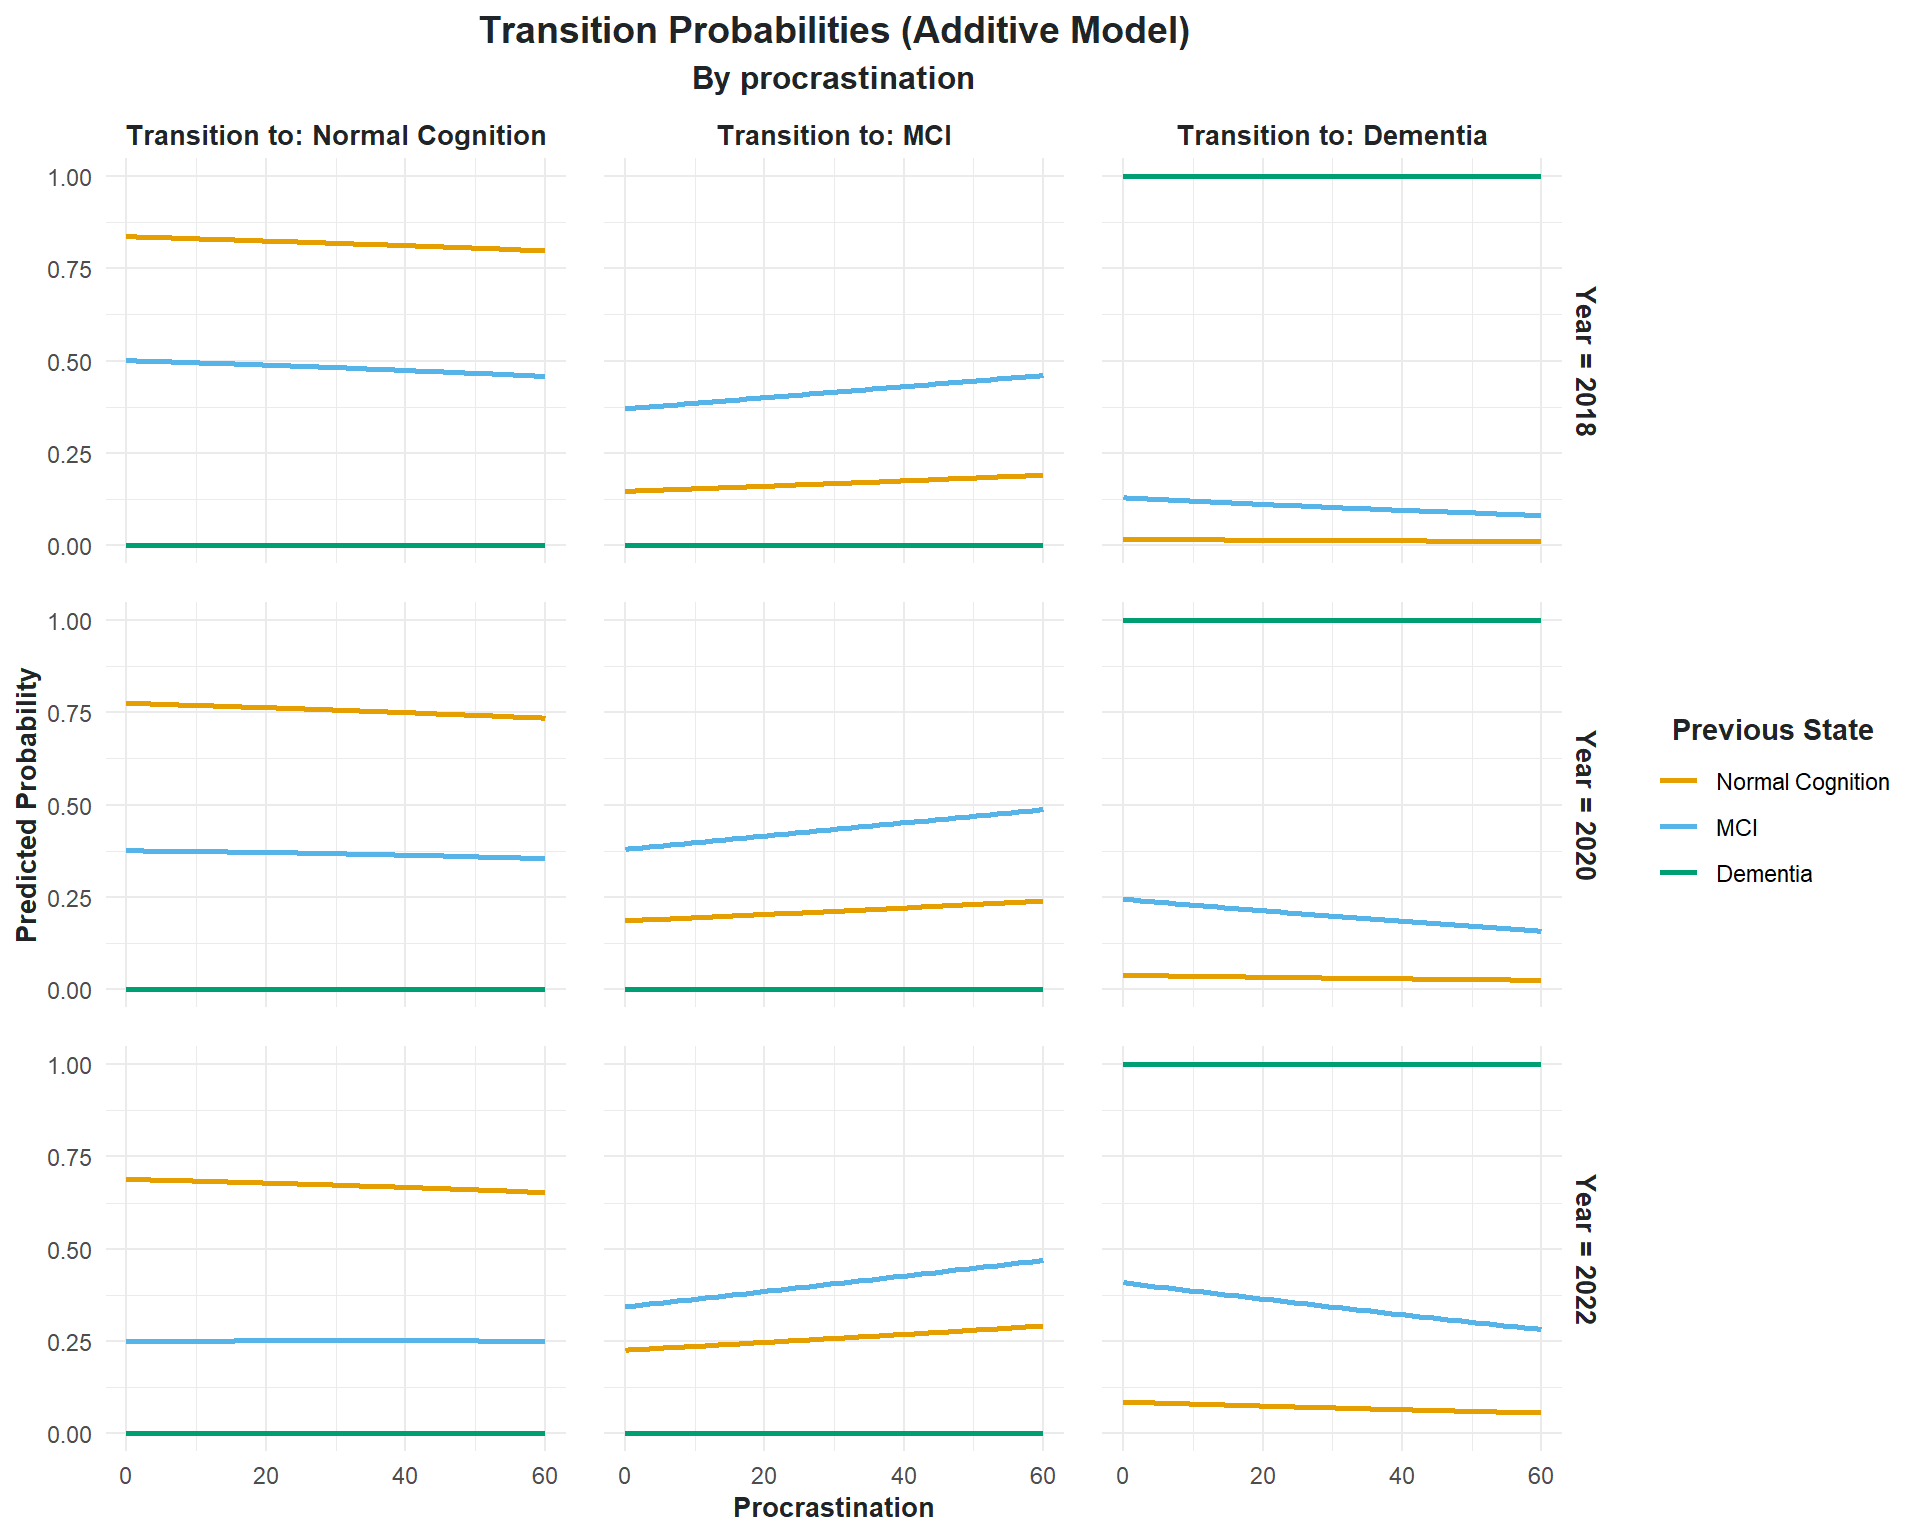 Transition Probabilities (Additive Model)
By procrastination
Transition to: Normal Cognition
Transition to: MCI
Transition to: Dementia
1.00
0.75
0.50
0.25
0.00
Year = 2018
1.00
0.75
0.50
0.25
0.00
Year = 2020
1.00
0.75
0.50
0.25
0.00
Year = 2022
Predicted Probability
0 20 40 60
0 20 40 60
0 20 40 60
Procrastination
Previous State
Normal Cognition
MCI
Dementia